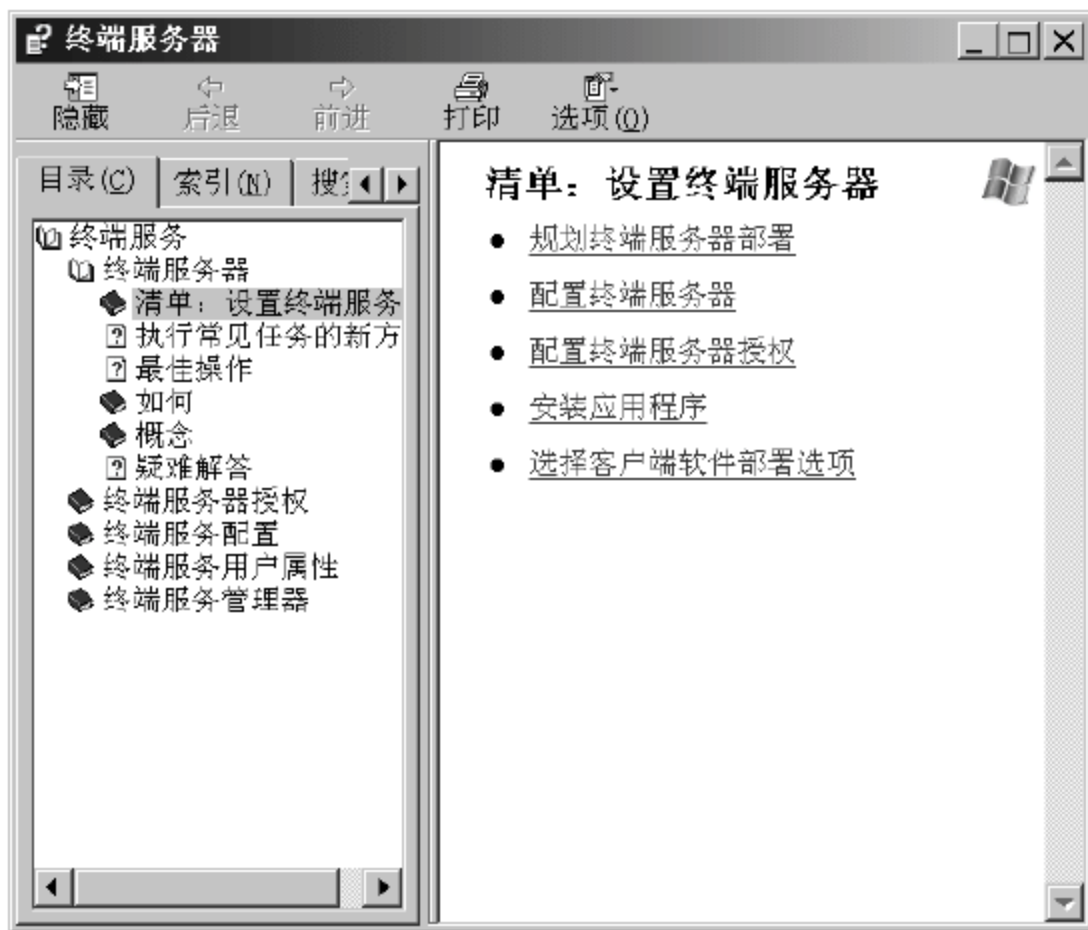 终端服务器
隐藏 后退 前进 打印 选项(O)
目录(C) 索引(N) 搜
终端服务
终端服务器
清单：设置终端服务
执行常见任务的新方
最佳操作
如何
概念
疑难解答
终端服务器授权
终端服务配置
终端服务用户属性
终端服务管理器
清单：设置终端服务器
规划终端服务器部署
配置终端服务器
配置终端服务器授权
安装应用程序
选择客户端软件部署选项